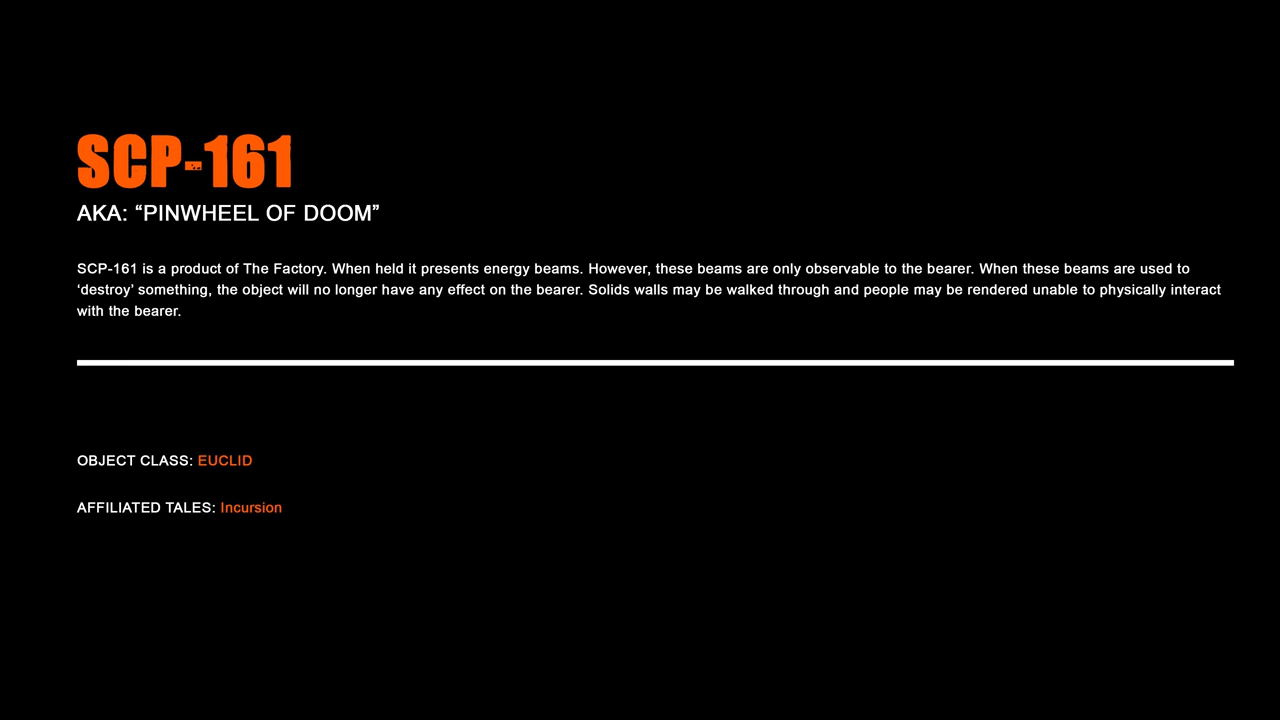 SCP-161
AKA: “PINWHEEL OF DOOM”
SCP-161 is a product of The Factory. When held it presents energy beams. However, these beams are only observable to the bearer. When these beams are used to
‘destroy’ something, the object will no longer have any effect on the bearer. Solids walls may be walked through and people may be rendered unable to physically interact
with the bearer.
OBJECT CLASS: EUCLID
AFFILIATED TALES: Incursion